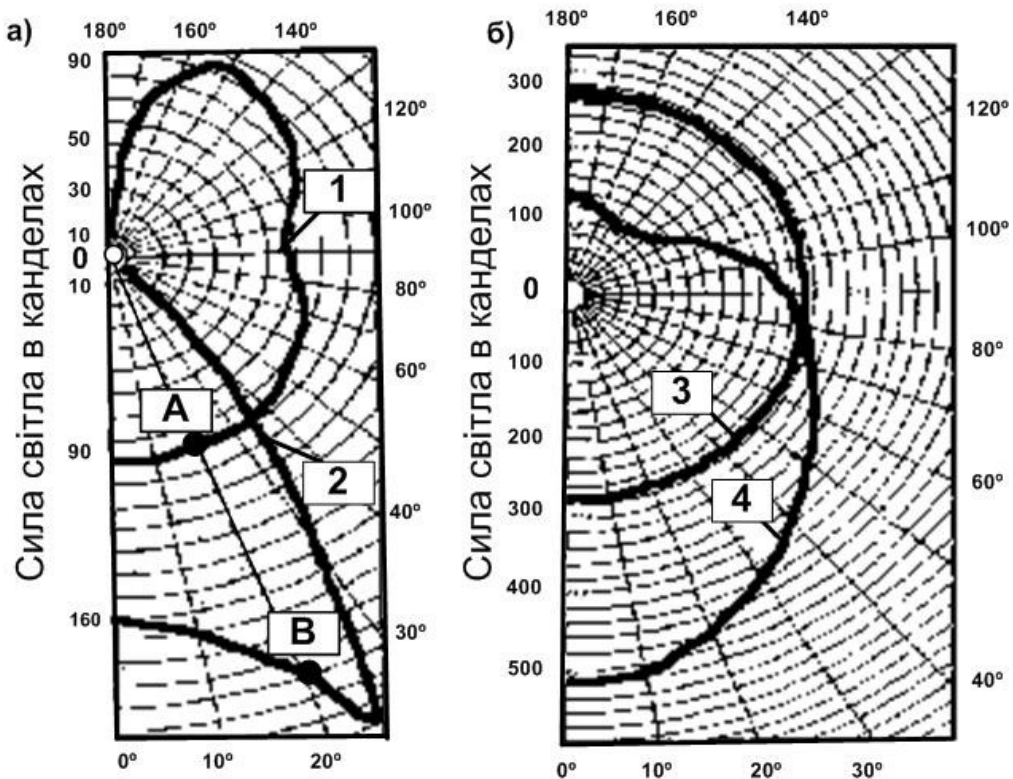 а)
180º 160º 140º
90
50
30
10
0
10
90
160
120º
100º
80º
60º
40º
30º
0º 10º 20º
1
A
2
B
Сила світла в канделах
б)
180º 160º 140º
300
200
100
0
100
200
300
400
500
120º
100º
80º
60º
40º
0º 10º 20º 30º
3
4
Сила світла в канделах